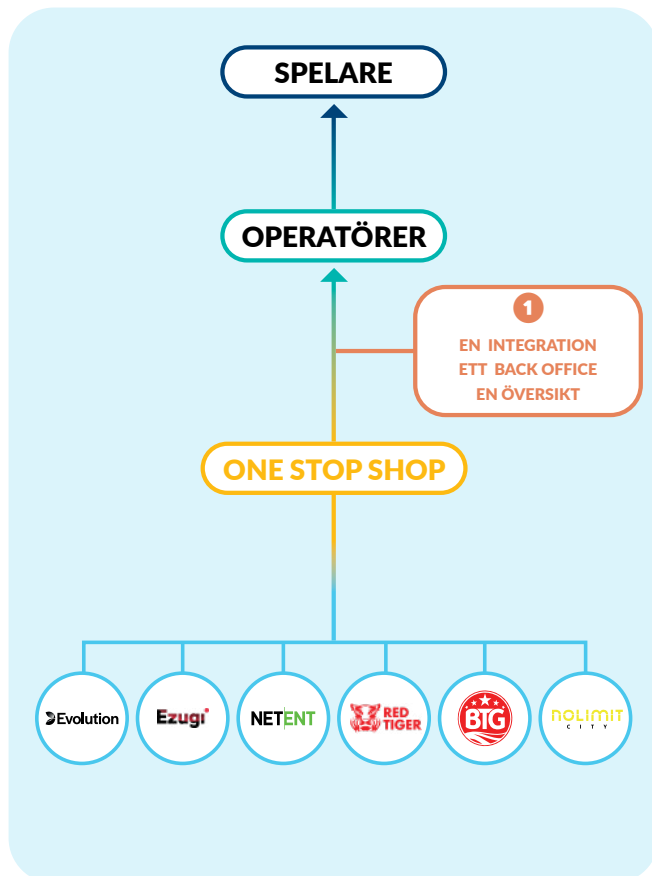 SPELARE
OPERATÖRER
1
EN INTEGRATION
ETT BACK OFFICE
EN ÖVERSIKT
ONE STOP SHOP
Evolution
Ezugi
NETENT
RED
TIGER
BTG
NOLIMIT
CITY